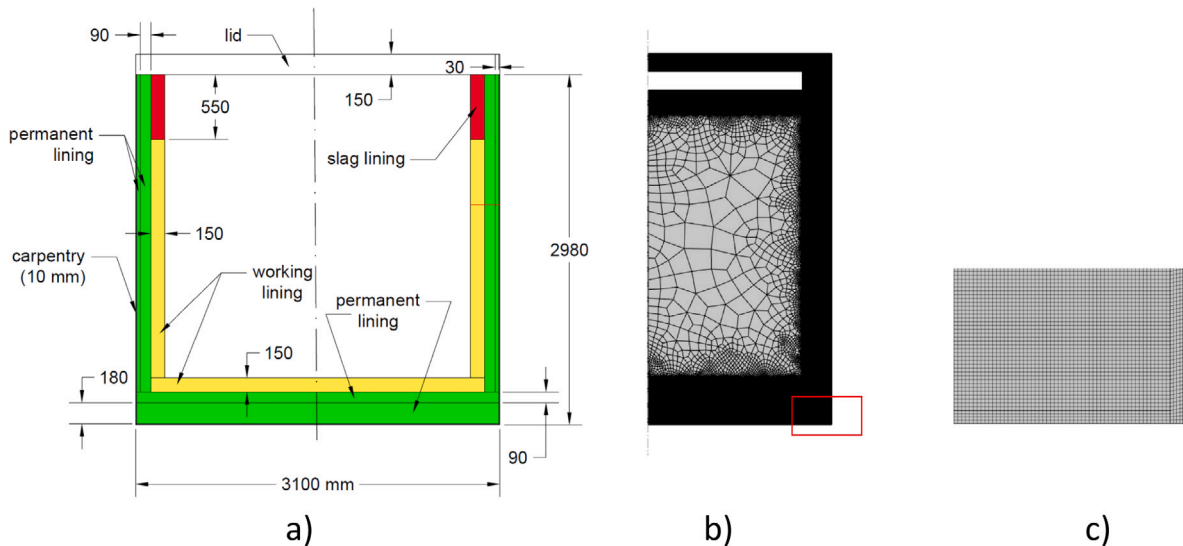 90
lid
30
550
150
permanent
lining
slag lining
150
2980
carpentry
(10 mm)
working
lining
permanent
lining
150
180
90
3100 mm
a)
b)
c)